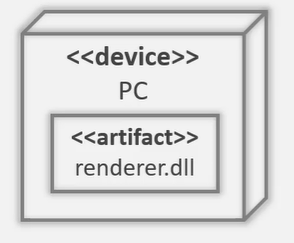 <<device>>
PC
<<artifact>>
renderer.dll